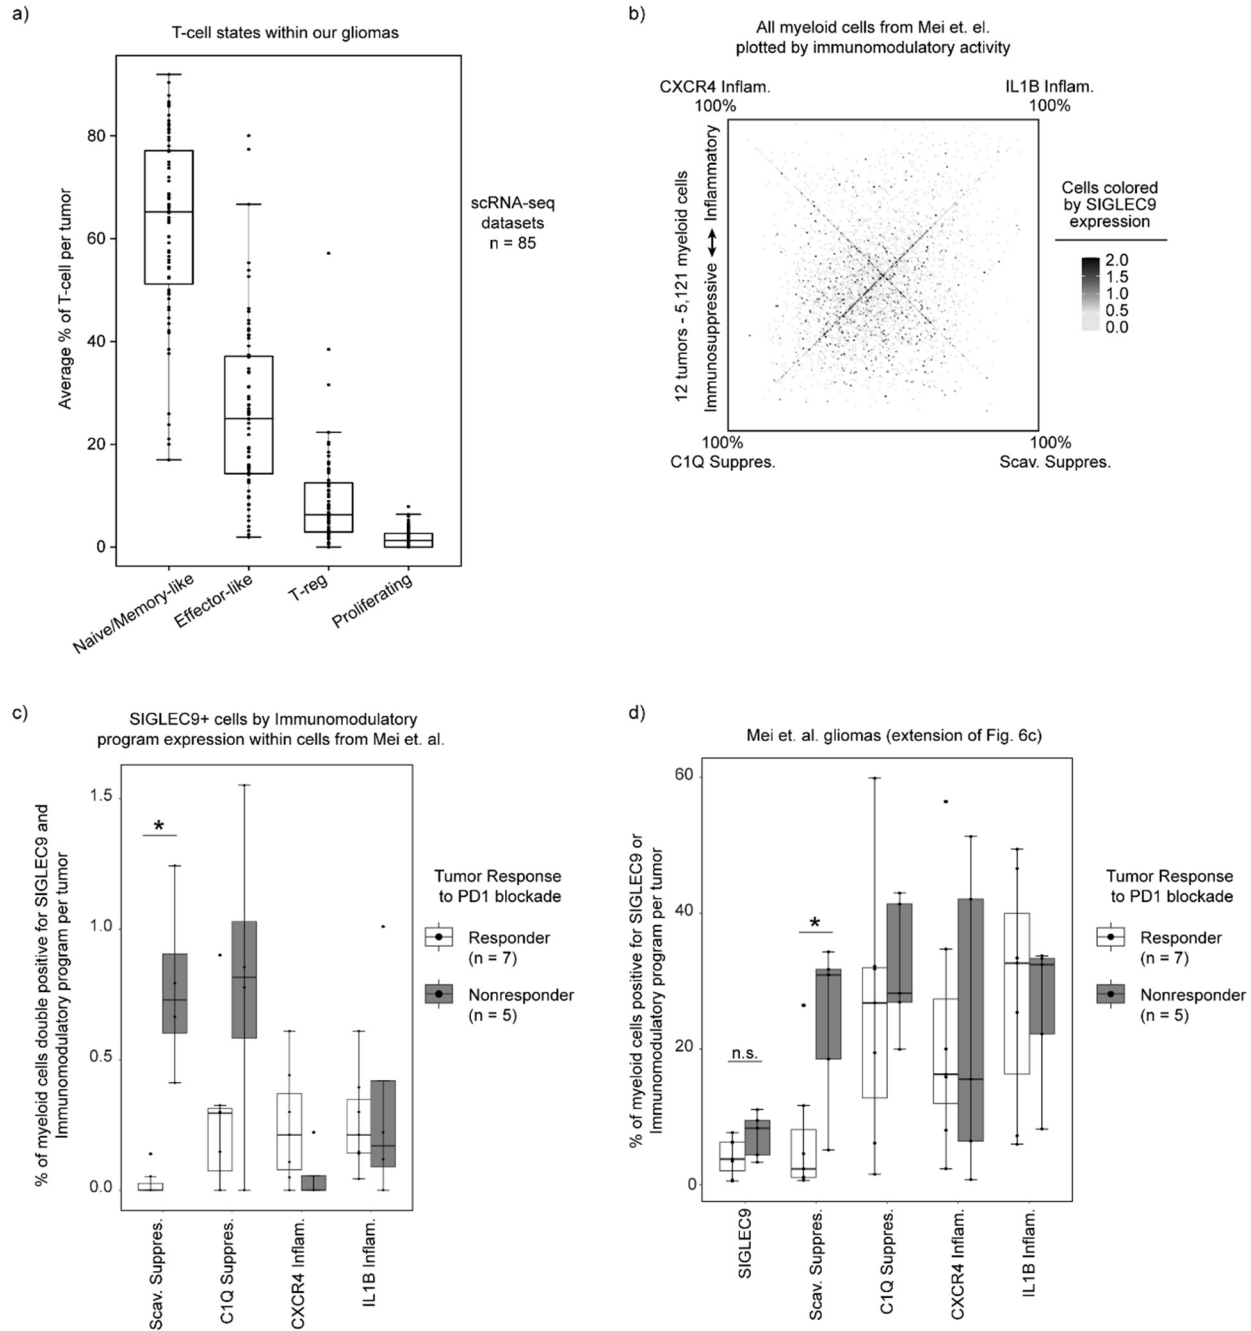 a)
T-cell states within our gliomas
Average % of T-cell per tumor
80
60
40
20
0
Naive/Memory-like
Effector-like
T-reg
Proliferating
scRNA-seq
datasets
n = 85
b)
All myeloid cells from Mei et. el.
plotted by immunomodulatory activity
CXCR4 Inflam.
100%
IL1B Inflam.
100%
12 tumors - 5,121 myeloid cells
Immunosuppressive ↔ Inflammatory
100%
C1Q Suppres.
100%
Scav. Suppres.
Cells colored
by SIGLEC9
expression
2.0
1.5
1.0
0.5
0.0
c)
SIGLEC9+ cells by Immunomodulatory
program expression within cells from Mei et. al.
% of myeloid cells double positive for SIGLEC9 and
Immunomodulatory program per tumor
1.5
1.0
0.5
0.0
*
Scav. Suppres.
C1Q Suppres.
CXCR4 Inflam.
IL1B Inflam.
Tumor Response
to PD1 blockade
Responder
(n = 7)
Nonresponder
(n = 5)
d)
Mei et. al. gliomas (extension of Fig. 6c)
% of myeloid cells positive for SIGLEC9 or
Immunomodulatory program per tumor
60
40
20
0
n.s.
*
SIGLEC9
Scav. Suppres.
C1Q Suppres.
CXCR4 Inflam.
IL1B Inflam.
Tumor Response
to PD1 blockade
Responder
(n = 7)
Nonresponder
(n = 5)